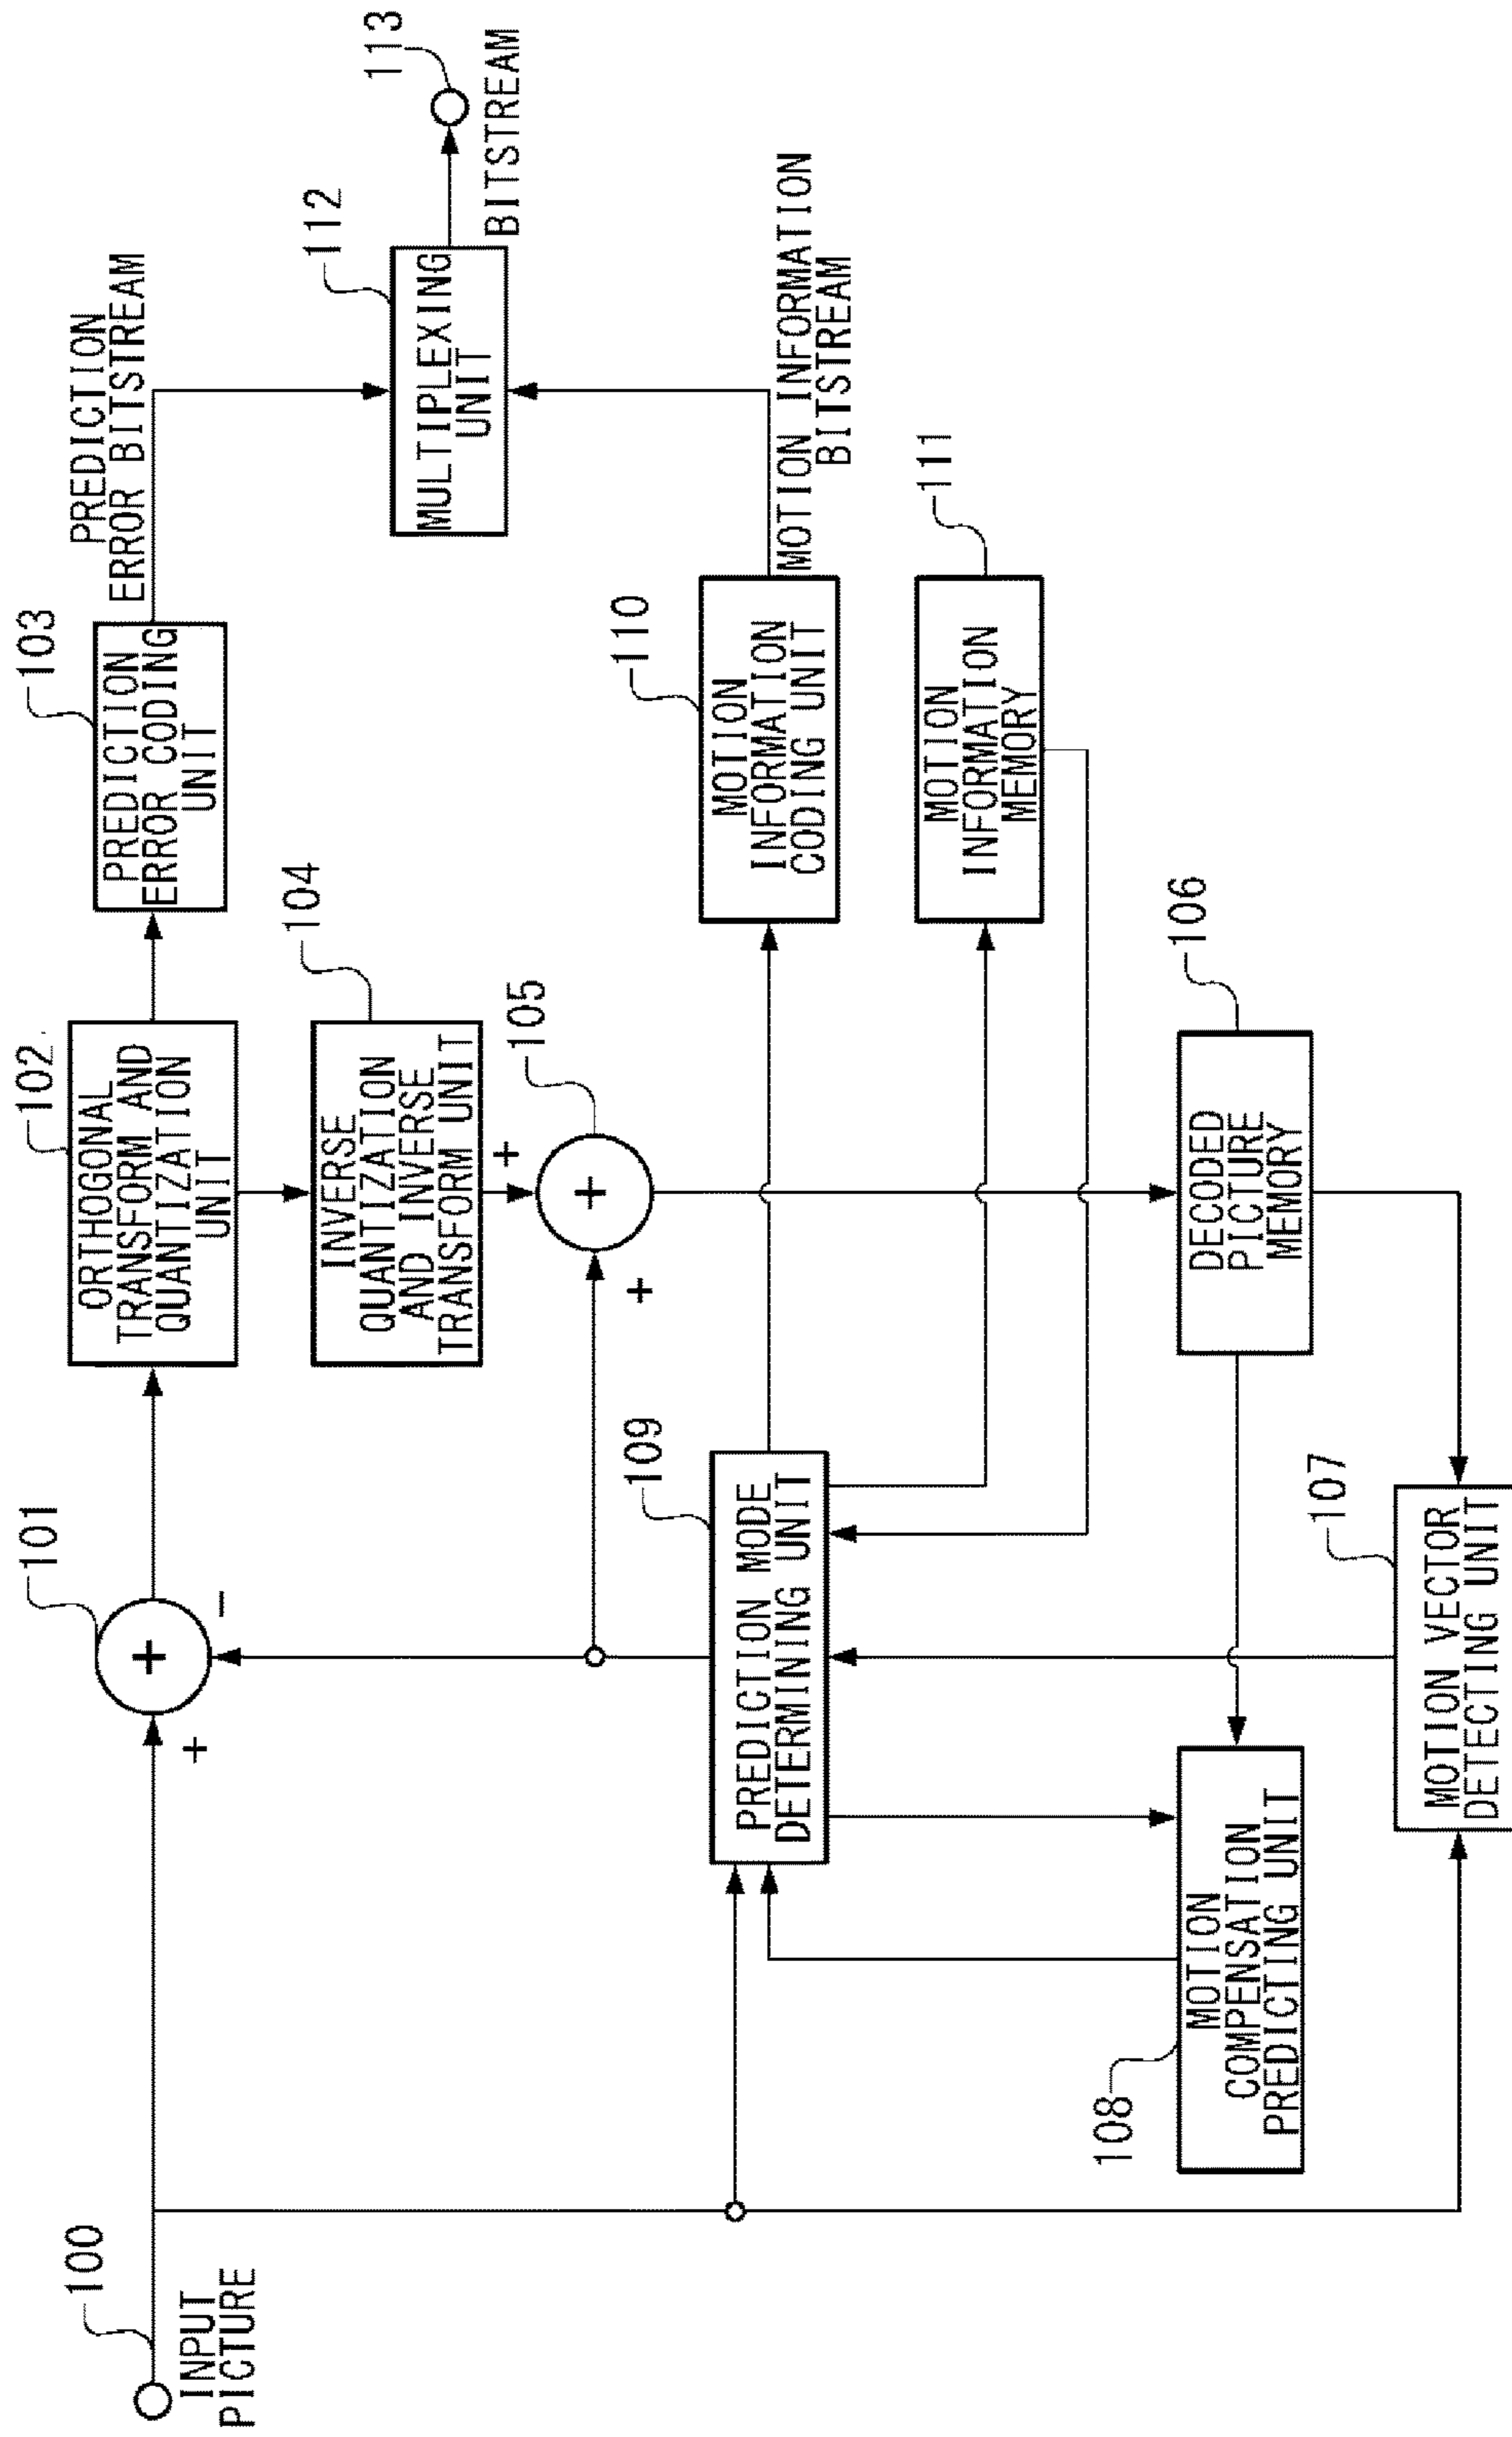 100
INPUT
PICTURE
101
+
+
−
102
ORTHOGONAL
TRANSFORM AND
QUANTIZATION
UNIT
103
PREDICTION
ERROR CODING
UNIT
PREDICTION
ERROR BITSTREAM
104
INVERSE
QUANTIZATION
AND INVERSE
TRANSFORM UNIT
+
105
+
+
112
MULTIPLEXING
UNIT
113
BITSTREAM
109
PREDICTION MODE
DETERMINING UNIT
110
MOTION
INFORMATION
CODING UNIT
MOTION INFORMATION
BITSTREAM
111
MOTION
INFORMATION
MEMORY
108
MOTION
COMPENSATION
PREDICTING UNIT
106
DECODED
PICTURE
MEMORY
107
MOTION VECTOR
DETECTING UNIT